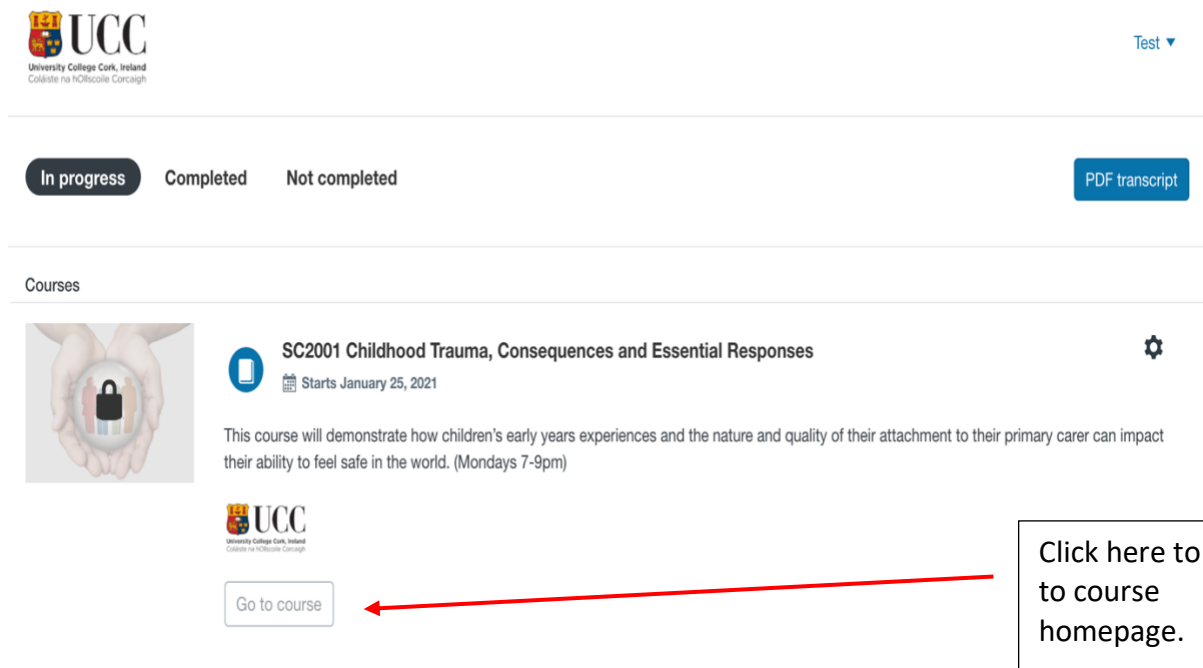 UCC
University College Cork, Ireland
Coláiste na hOllscoile Corcaigh
Test
In progress Completed Not completed
PDF transcript
Courses
SC2001 Childhood Trauma, Consequences and Essential Responses
Starts January 25, 2021
This course will demonstrate how children's early years experiences and the nature and quality of their attachment to their primary carer can impact
their ability to feel safe in the world. (Mondays 7-9pm)
UCC
University College Cork, Ireland
Coláiste na hOllscoile Corcaigh
Go to course
Click here to
to course
homepage.